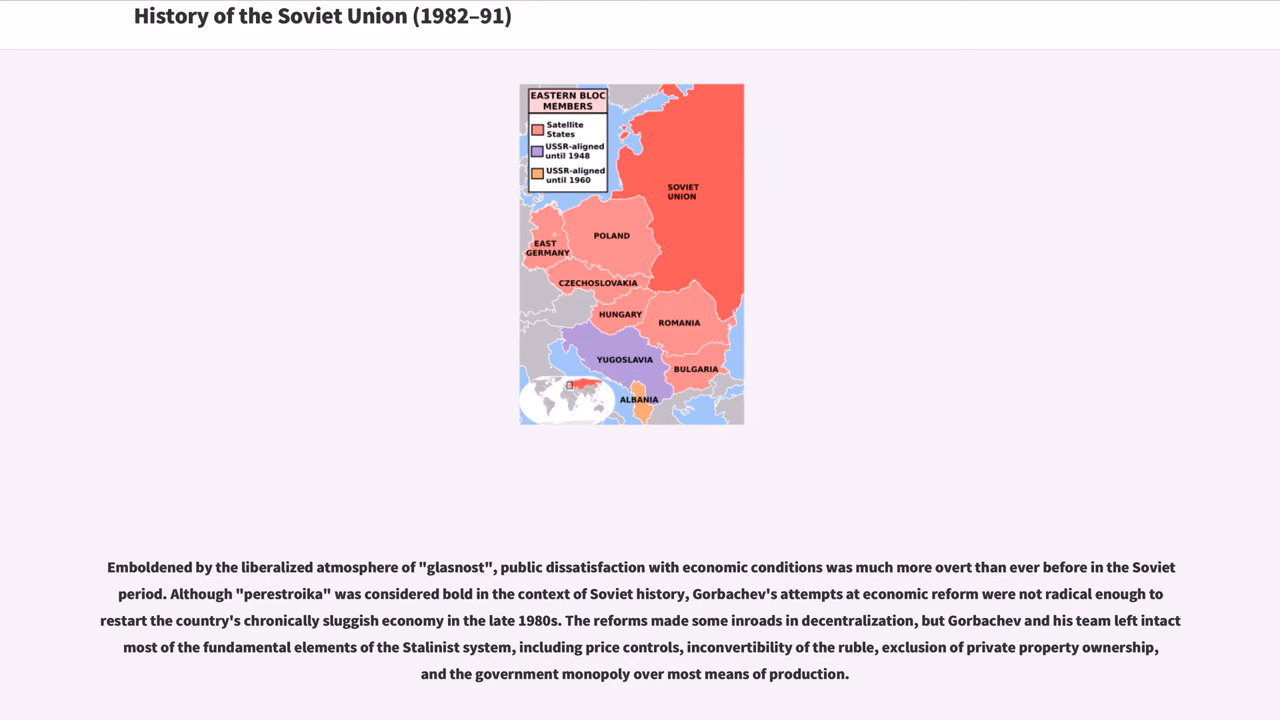 History of the Soviet Union (1982–91)
EASTERN BLOC
MEMBERS
Satellite
States
USSR-aligned
until 1948
USSR-aligned
until 1960
SOVIET
UNION
POLAND
EAST
GERMANY
CZECHOSLOVAKIA
HUNGARY
ROMANIA
YUGOSLAVIA
BULGARIA
ALBANIA
Emboldened by the liberalized atmosphere of "glasnost", public dissatisfaction with economic conditions was much more overt than ever before in the Soviet
period. Although "perestroika" was considered bold in the context of Soviet history, Gorbachev's attempts at economic reform were not radical enough to
restart the country's chronically sluggish economy in the late 1980s. The reforms made some inroads in decentralization, but Gorbachev and his team left intact
most of the fundamental elements of the Stalinist system, including price controls, inconvertibility of the ruble, exclusion of private property ownership,
and the government monopoly over most means of production.